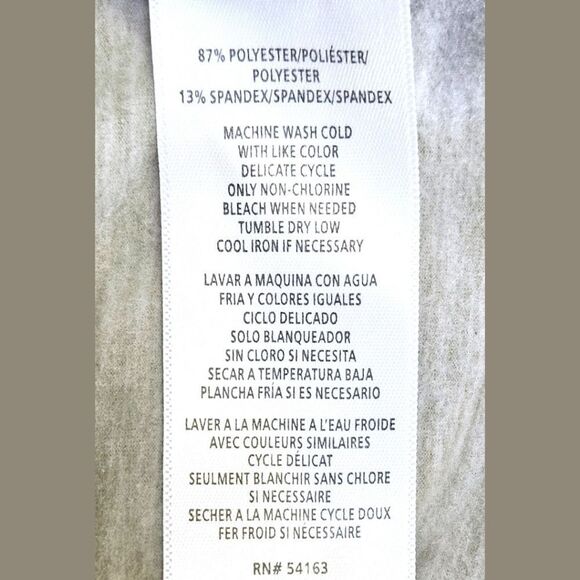 87% POLYESTER/POLIÉSTER/
POLYESTER
13% SPANDEX/SPANDEX/SPANDEX
MACHINE WASH COLD
WITH LIKE COLOR
DELICATE CYCLE
ONLY NON-CHLORINE
BLEACH WHEN NEEDED
TUMBLE DRY LOW
COOL IRON IF NECESSARY
LAVAR A MAQUINA CON AGUA
FRIA Y COLORES IGUALES
CICLO DELICADO
SOLO BLANQUEADOR
SIN CLORO SI NECESITA
SECAR A TEMPERATURA BAJA
PLANCHA FRÍA SI ES NECESARIO
LAVER A LA MACHINE A L'EAU FROIDE
AVEC COULEURS SIMILAIRES
CYCLE DÉLICAT
SEULMENT BLANCHIR SANS CHLORE
SI NECESSAIRE
SECHER A LA MACHINE CYCLE DOUX
FER FROID SI NÉCESSAIRE
RN# 54163